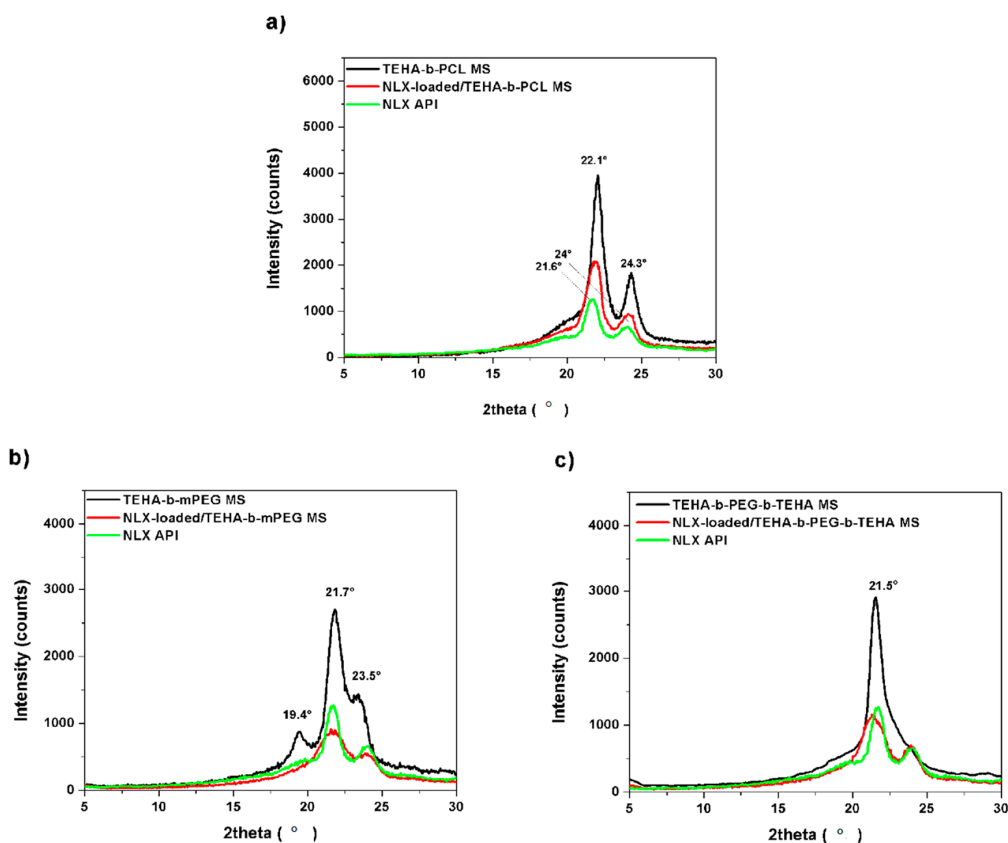 a)
TEHA-b-PCL MS
NLX-loaded/TEHA-b-PCL MS
NLX API
6000
5000
4000
3000
2000
1000
0
22.1°
24°
21.6°
24.3°
Intensity (counts)
5 10 15 20 25 30
2theta ( ° )
b)
TEHA-b-mPEG MS
NLX-loaded/TEHA-b-mPEG MS
NLX API
4000
3000
2000
1000
0
21.7°
23.5°
19.4°
Intensity (counts)
5 10 15 20 25 30
2theta ( ° )
c)
TEHA-b-PEG-b-TEHA MS
NLX-loaded/TEHA-b-PEG-b-TEHA MS
NLX API
4000
3000
2000
1000
0
21.5°
Intensity (counts)
5 10 15 20 25 30
2theta ( ° )